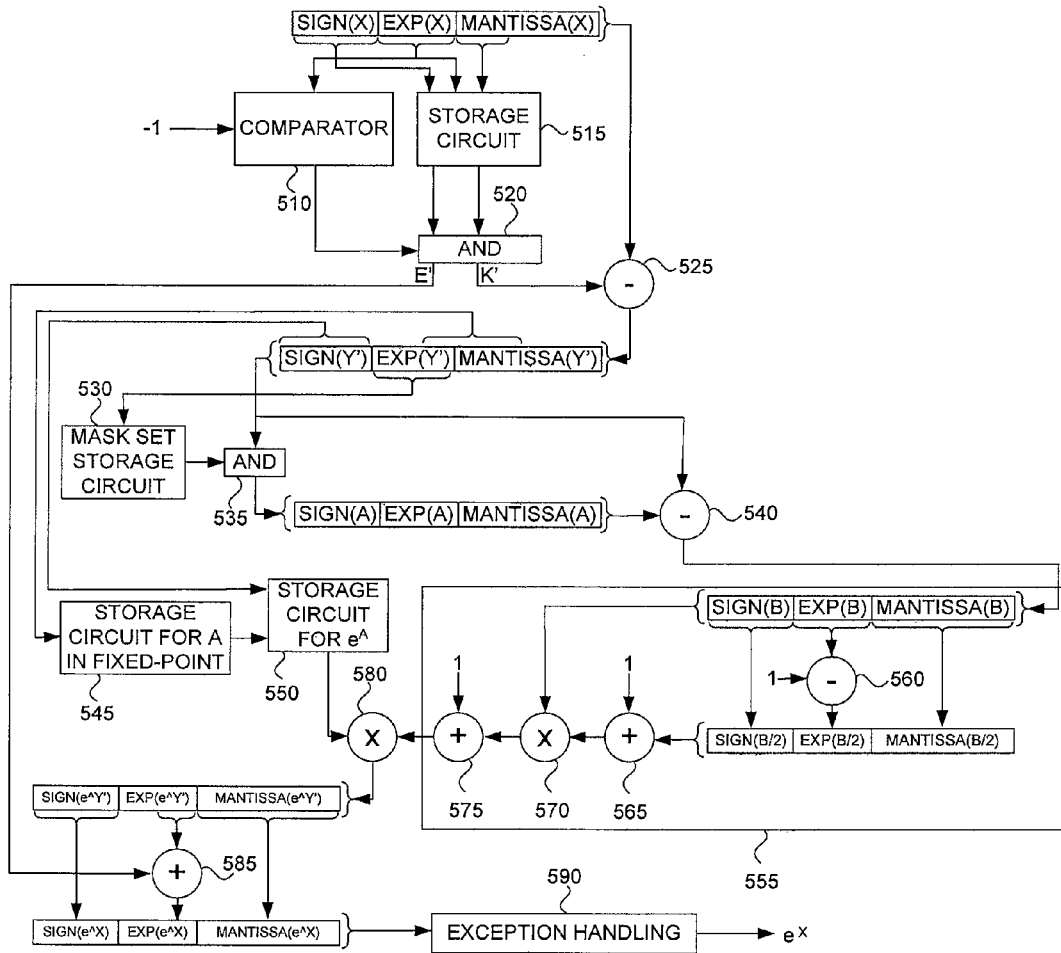 SIGN(X) EXP(X) MANTISSA(X)
-1
COMPARATOR
STORAGE
CIRCUIT
515
510
520
AND
E'
K'
-
525
SIGN(Y') EXP(Y') MANTISSA(Y')
530
MASK SET
STORAGE
CIRCUIT
AND
535
SIGN(A) EXP(A) MANTISSA(A)
-
540
STORAGE
CIRCUIT FOR A
IN FIXED-POINT
545
STORAGE
CIRCUIT
FOR e^A
550
580
X
1
+
575
X
570
1
+
565
SIGN(B) EXP(B) MANTISSA(B)
1
-
560
SIGN(B/2) EXP(B/2) MANTISSA(B/2)
555
SIGN(e^Y') EXP(e^Y') MANTISSA(e^Y')
+
585
SIGN(e^X) EXP(e^X) MANTISSA(e^X)
590
EXCEPTION HANDLING
e^x